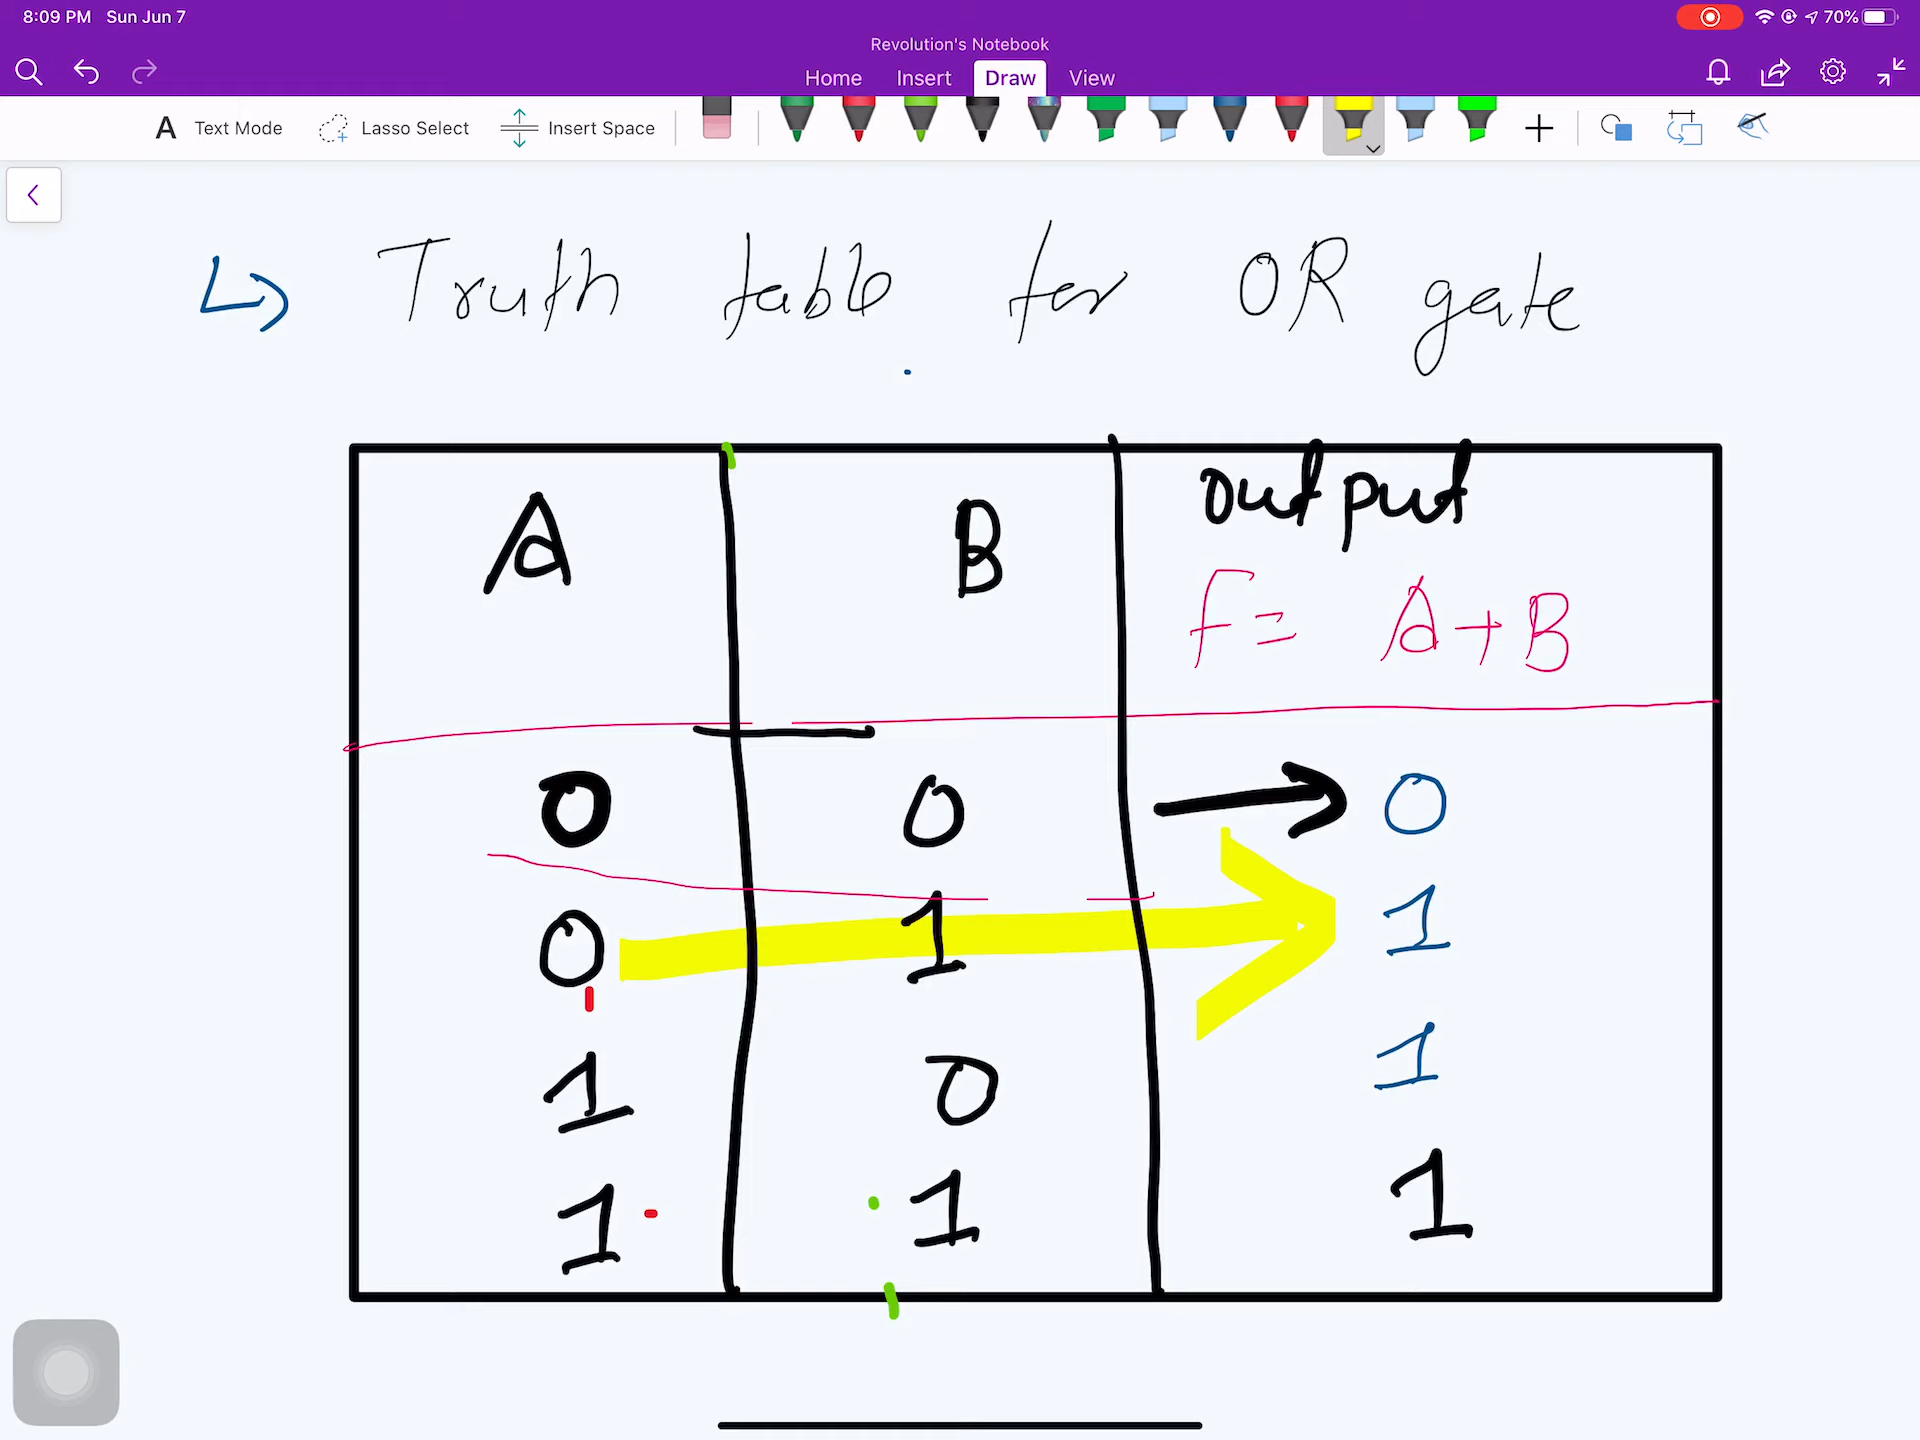 8:09 PM Sun Jun 7 70%
Revolution's Notebook
Home Insert Draw View
A Text Mode Lasso Select Insert Space
Truth table for OR gate
A B output
F = A+B
0 0 0
0 1 1
1 0 1
1 1 1